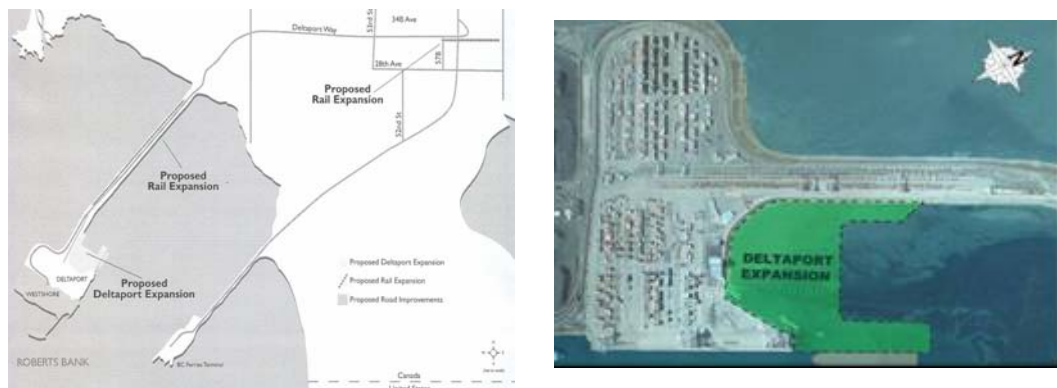 53rd St
34B Ave
Deltaport Way
57B
28th Ave
Proposed
Rail Expansion
52nd St
Proposed
Rail Expansion
DELTAPORT
Proposed
Deltaport Expansion
WESTSHORE
Proposed Deltaport Expansion
Proposed Rail Expansion
Proposed Road Improvements
ROBERTS BANK
BC Ferries Terminal
Canada
United States
N
DELTAPORT
EXPANSION